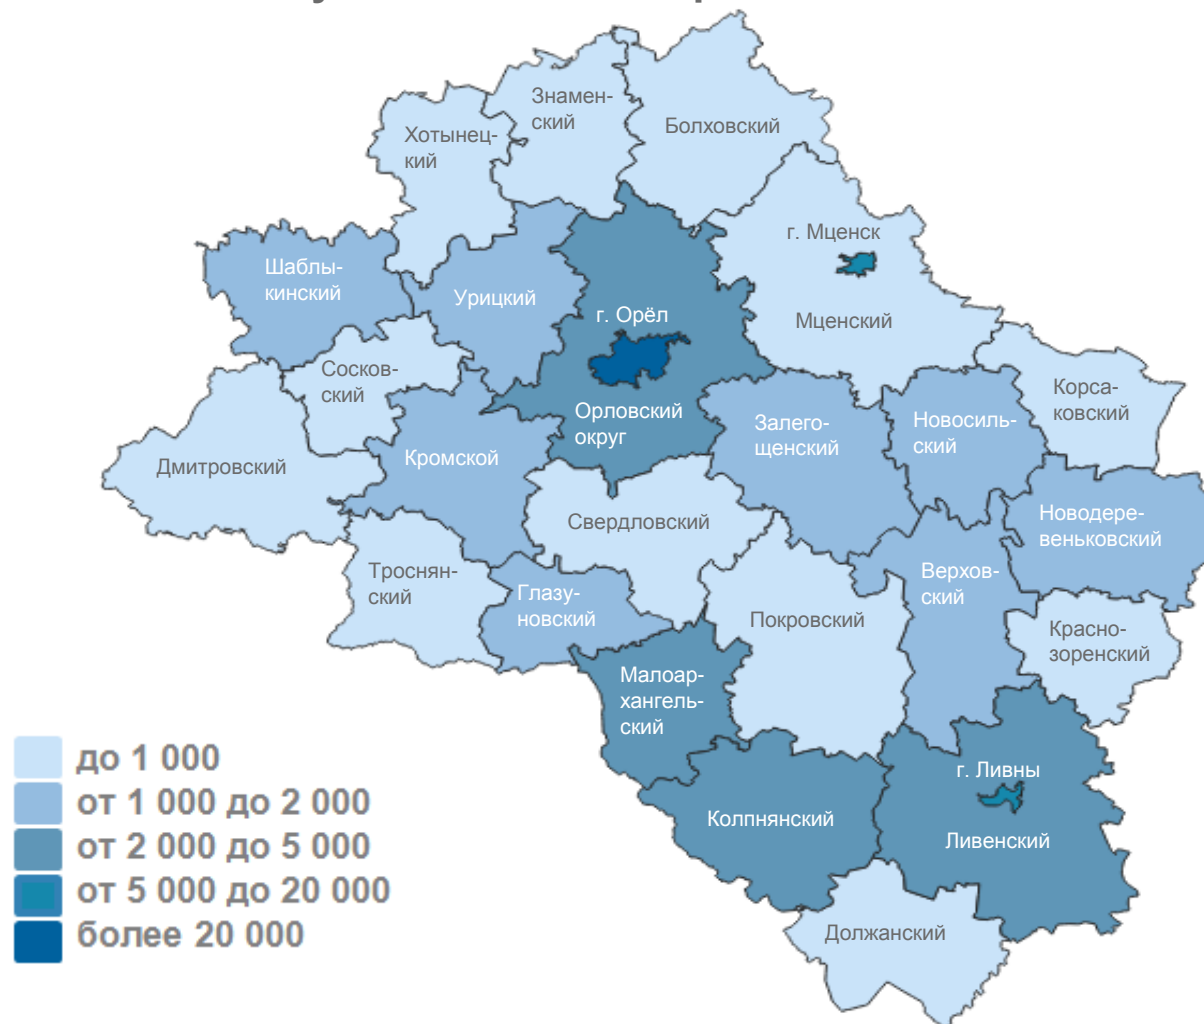 Знамен-
ский
Болховский
Хотынец-
кий
г. Мценск
Шаблы-
кинский
Урицкий
г. Орёл
Мценский
Сосков-
ский
Корса-
ковский
Орловский
округ
Залего-
щенский
Новосиль-
ский
Дмитровский
Кромской
Свердловский
Новодере-
веньковский
Троснян-
ский
Глазу-
новский
Верхов-
ский
Покровский
Красно-
зоренский
Малоар-
хангель-
ский
г. Ливны
Колпнянский
Ливенский
Должанский
до 1 000
от 1 000 до 2 000
от 2 000 до 5 000
от 5 000 до 20 000
более 20 000